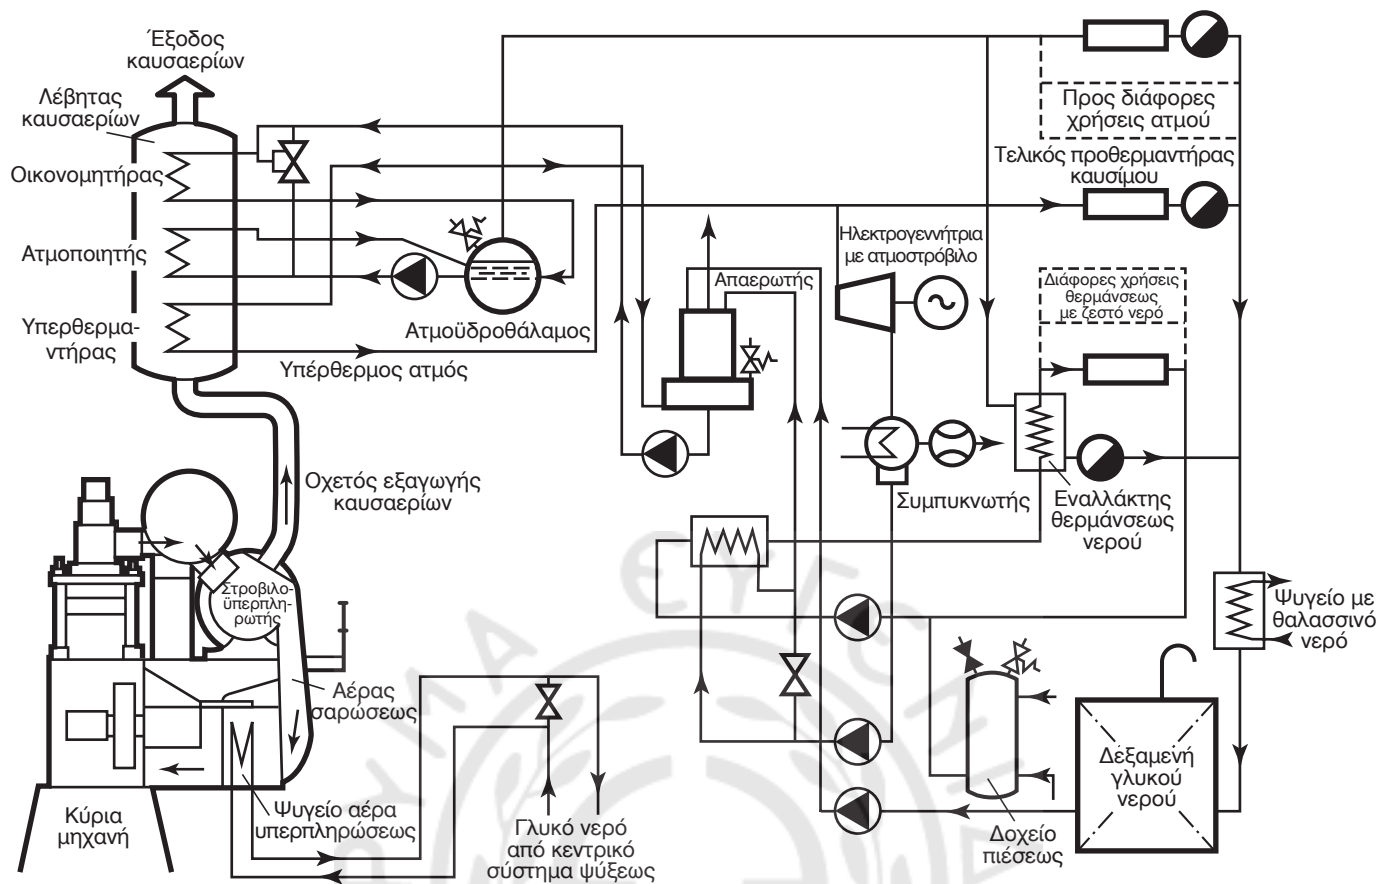 Έξοδος
καυσαερίων
Λέβητας
καυσαερίων
Οικονομητήρας
Ατμοποιητής
Υπερθερμα-
ντήρας
Υπέρθερμος ατμός
Ατμοϋδροθάλαμος
Απαερωτής
Ηλεκτρογεννήτρια
με ατμοστρόβιλο
Προς διάφορες
χρήσεις ατμού
Τελικός προθερμαντήρας
καυσίμου
Διάφορες χρήσεις
θερμάνσεως
με ζεστό νερό
Συμπυκνωτής
Εναλλάκτης
θερμάνσεως
νερού
Οχετός εξαγωγής
καυσαερίων
Στροβιλο-
ϋπερπλη-
ρωτής
Αέρας
σαρώσεως
Ψυγείο με
θαλασσινό
νερό
Δεξαμενή
γλυκού
νερού
Δοχείο
πιέσεως
Κύρια
μηχανή
Ψυγείο αέρα
υπερπληρώσεως
Γλυκό νερό
από κεντρικό
σύστημα ψύξεως